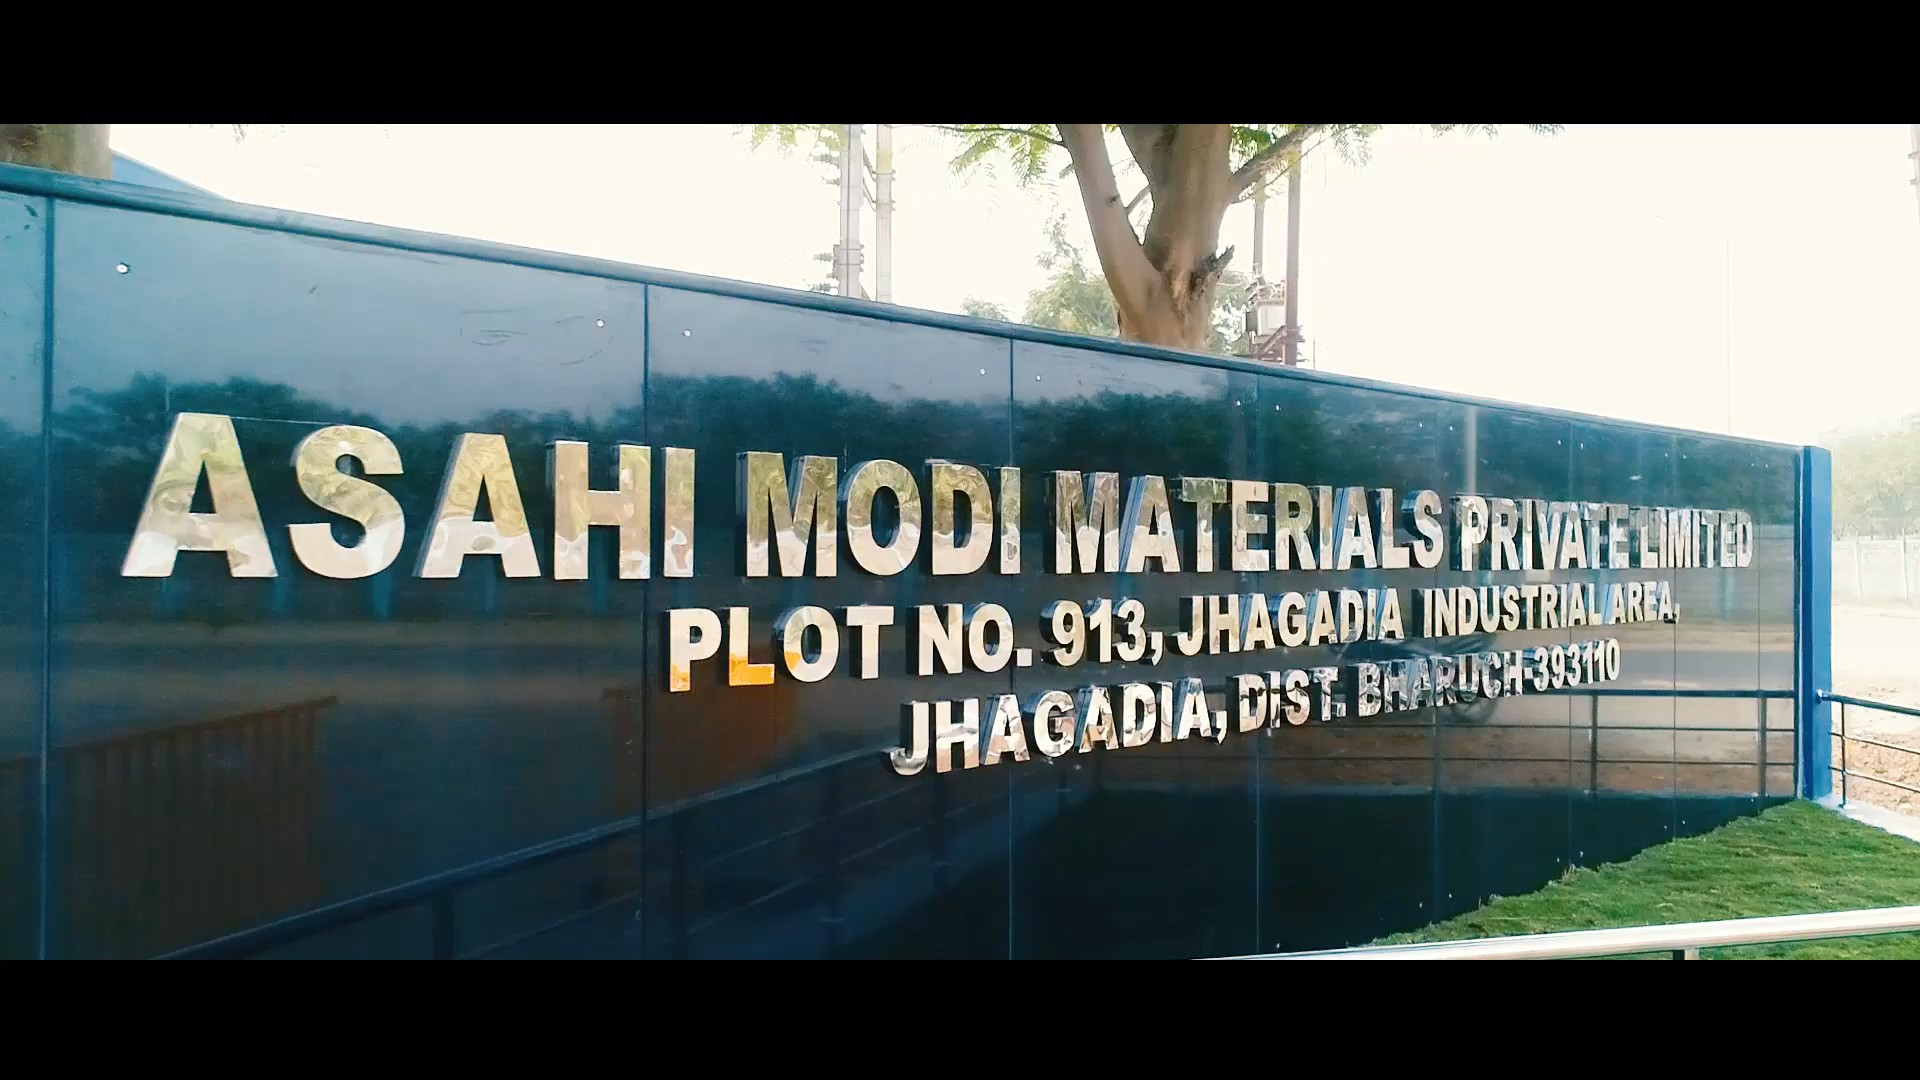 ASAHI MODI MATERIALS PRIVATE LIMITED
PLOT NO. 913, JHAGADIA INDUSTRIAL AREA,
JHAGADIA, DIST. BHARUCH-393110